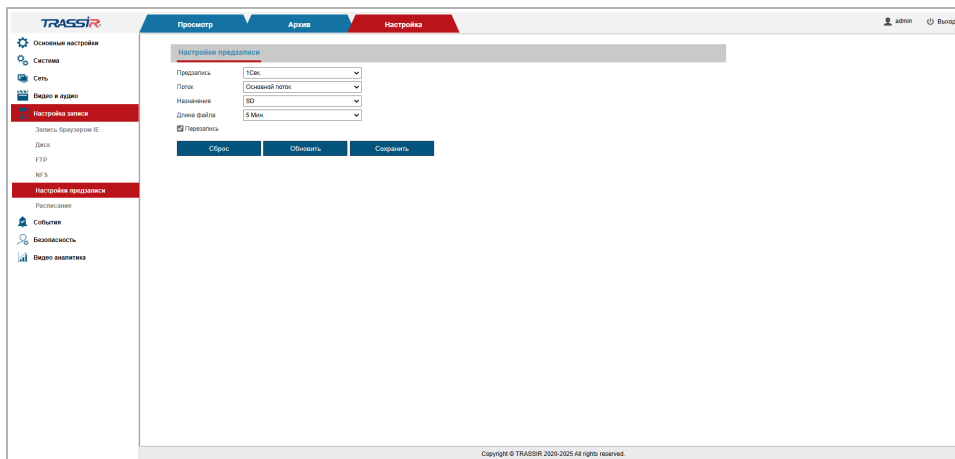 TRASSIR
Просмотр
Архив
Настройка
admin
Выход
Основные настройки
Система
Сеть
Видео и аудио
Настройка записи
Запись браузером IE
Диск
FTP
NFS
Настройки предзаписи
Расписание
События
Безопасность
Видео аналитика
Настройки предзаписи
Предзапись 1Сек.
Поток Основной поток
Назначение SD
Длина файла 5 Мин.
Перезапись
Сброс Обновить Сохранить
Copyright © TRASSIR 2020-2025 All rights reserved.